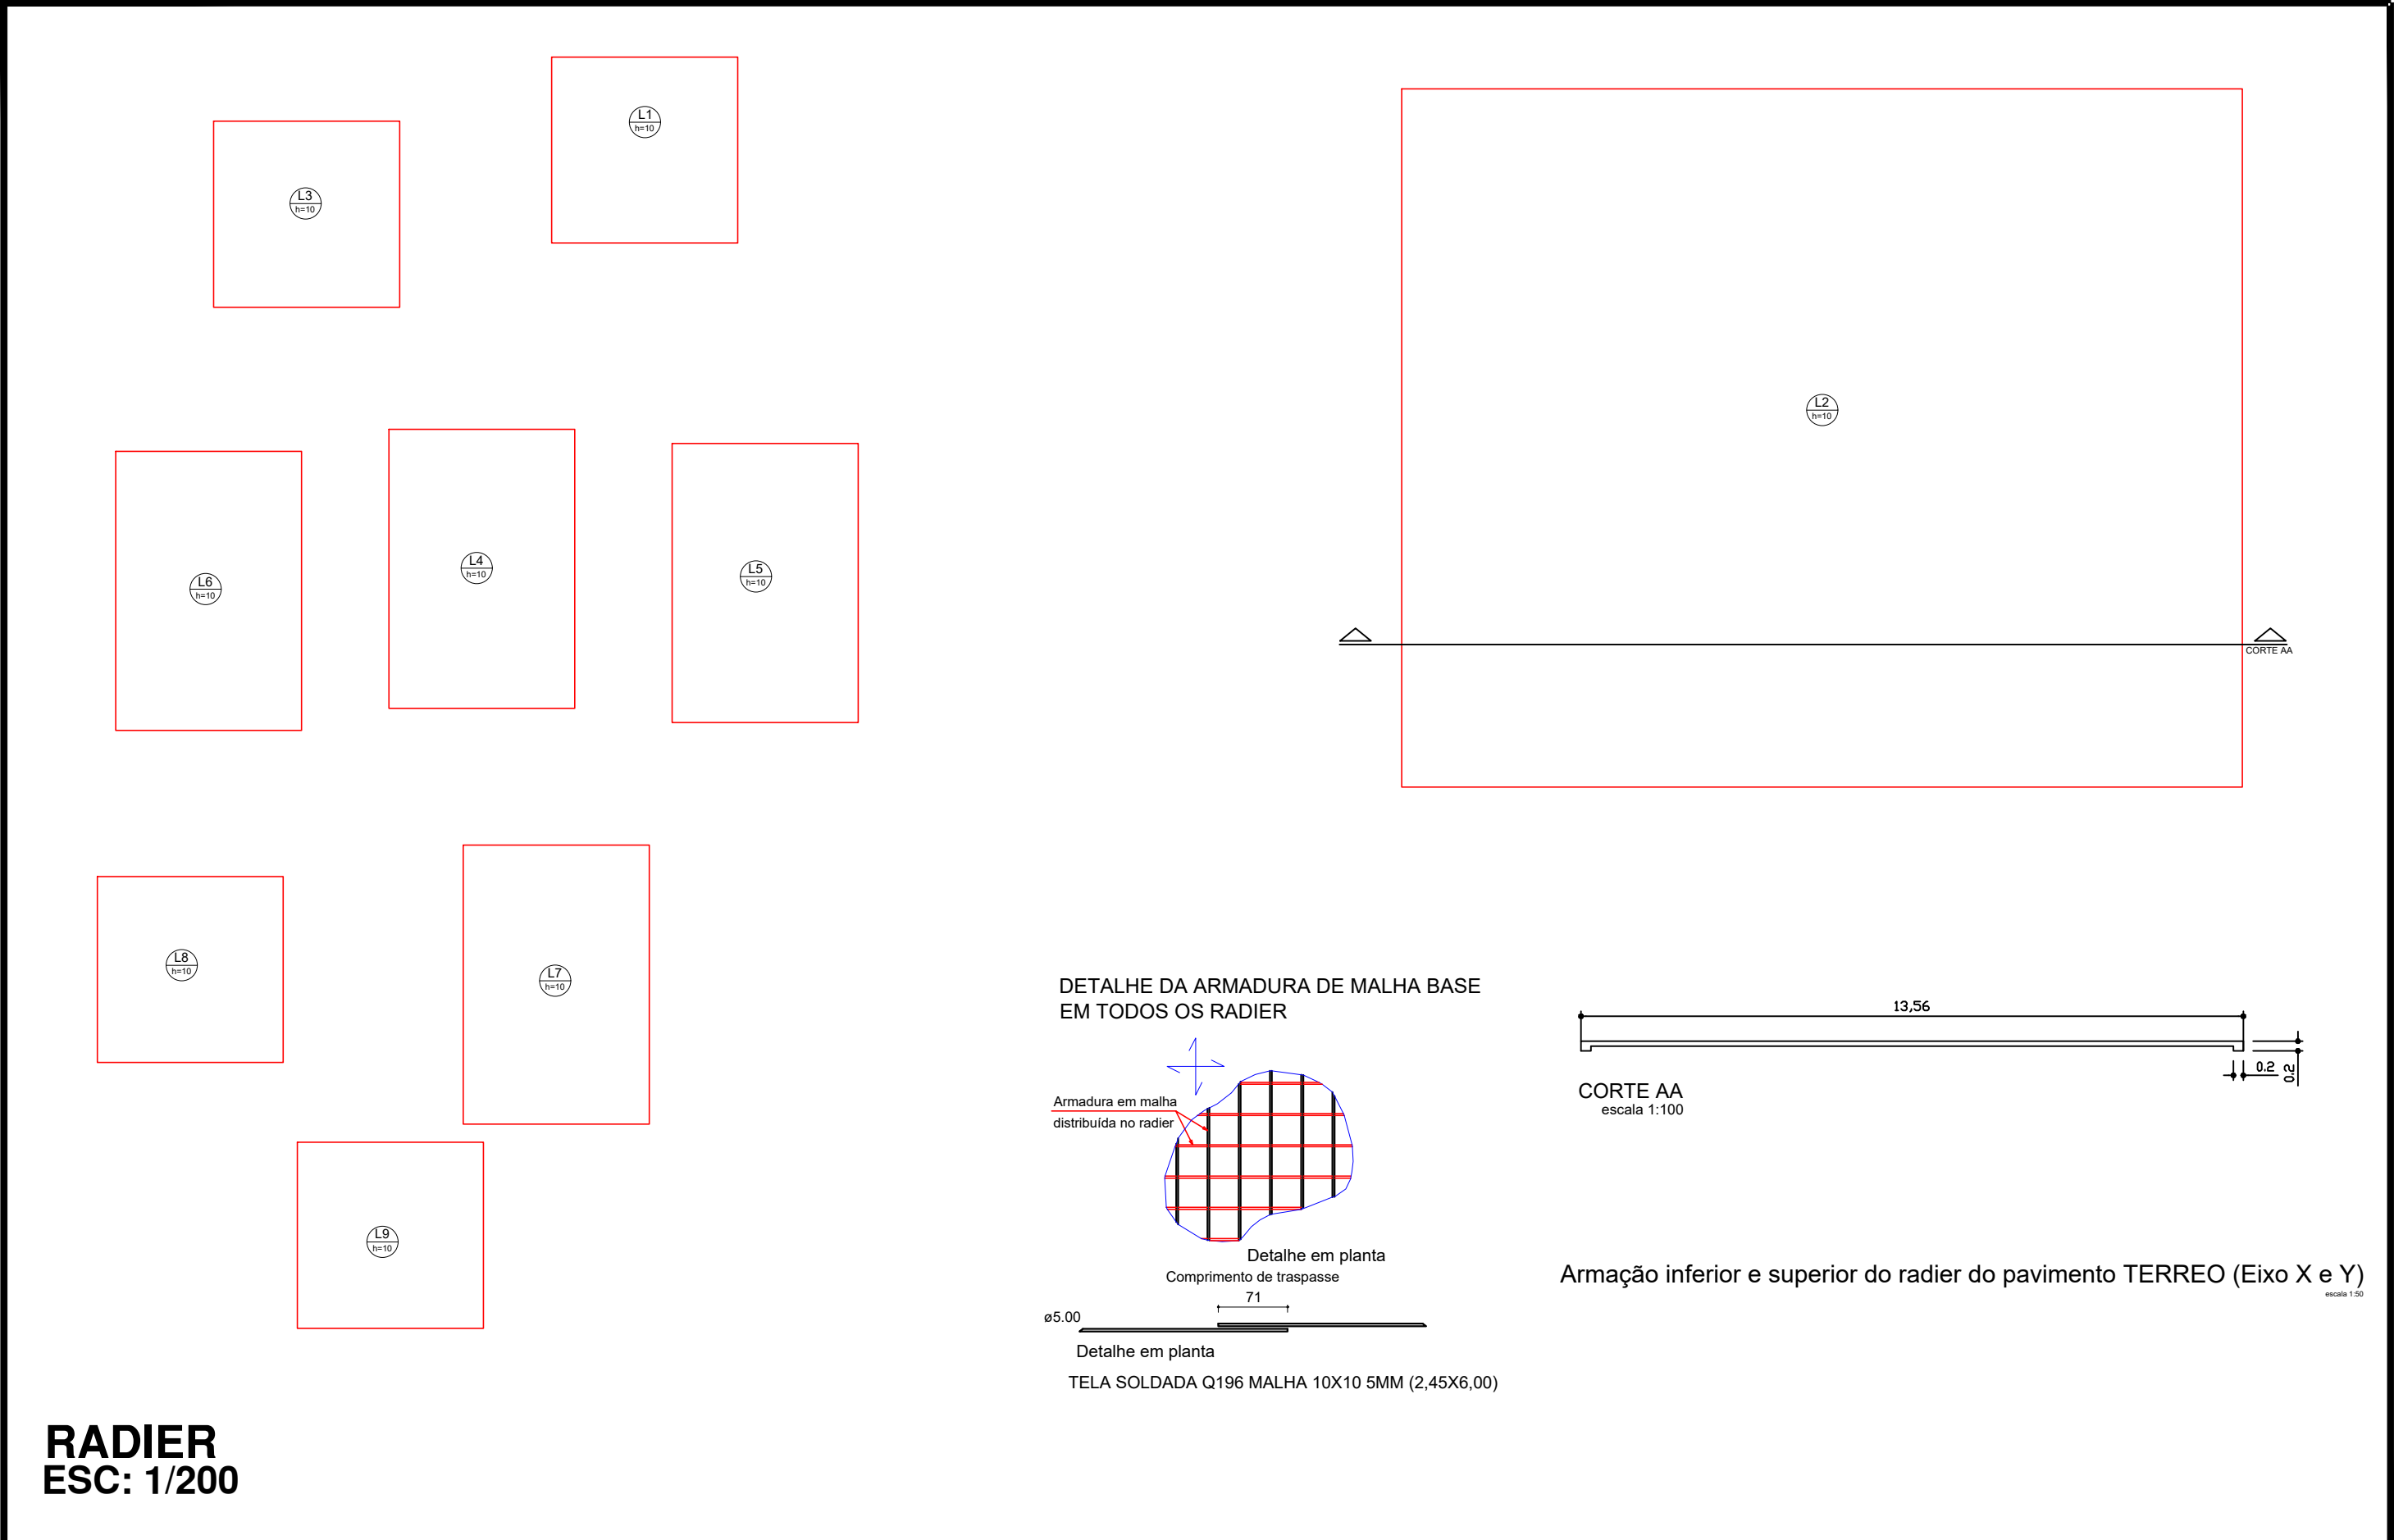 L1
h=10
L3
h=10
L2
h=10
L4
h=10
L5
h=10
L6
h=10
CORTE AA
L8
h=10
L7
h=10
L9
h=10
DETALHE DA ARMADURA DE MALHA BASE
EM TODOS OS RADIER
Armadura em malha
distribuída no radier
Detalhe em planta
Comprimento de traspasse
71
ø5.00
Detalhe em planta
TELA SOLDADA Q196 MALHA 10X10 5MM (2,45X6,00)
13,56
0.2
0.2
CORTE AA
escala 1:100
Armação inferior e superior do radier do pavimento TERREO (Eixo X e Y)
escala 1:50
RADIER
ESC: 1/200